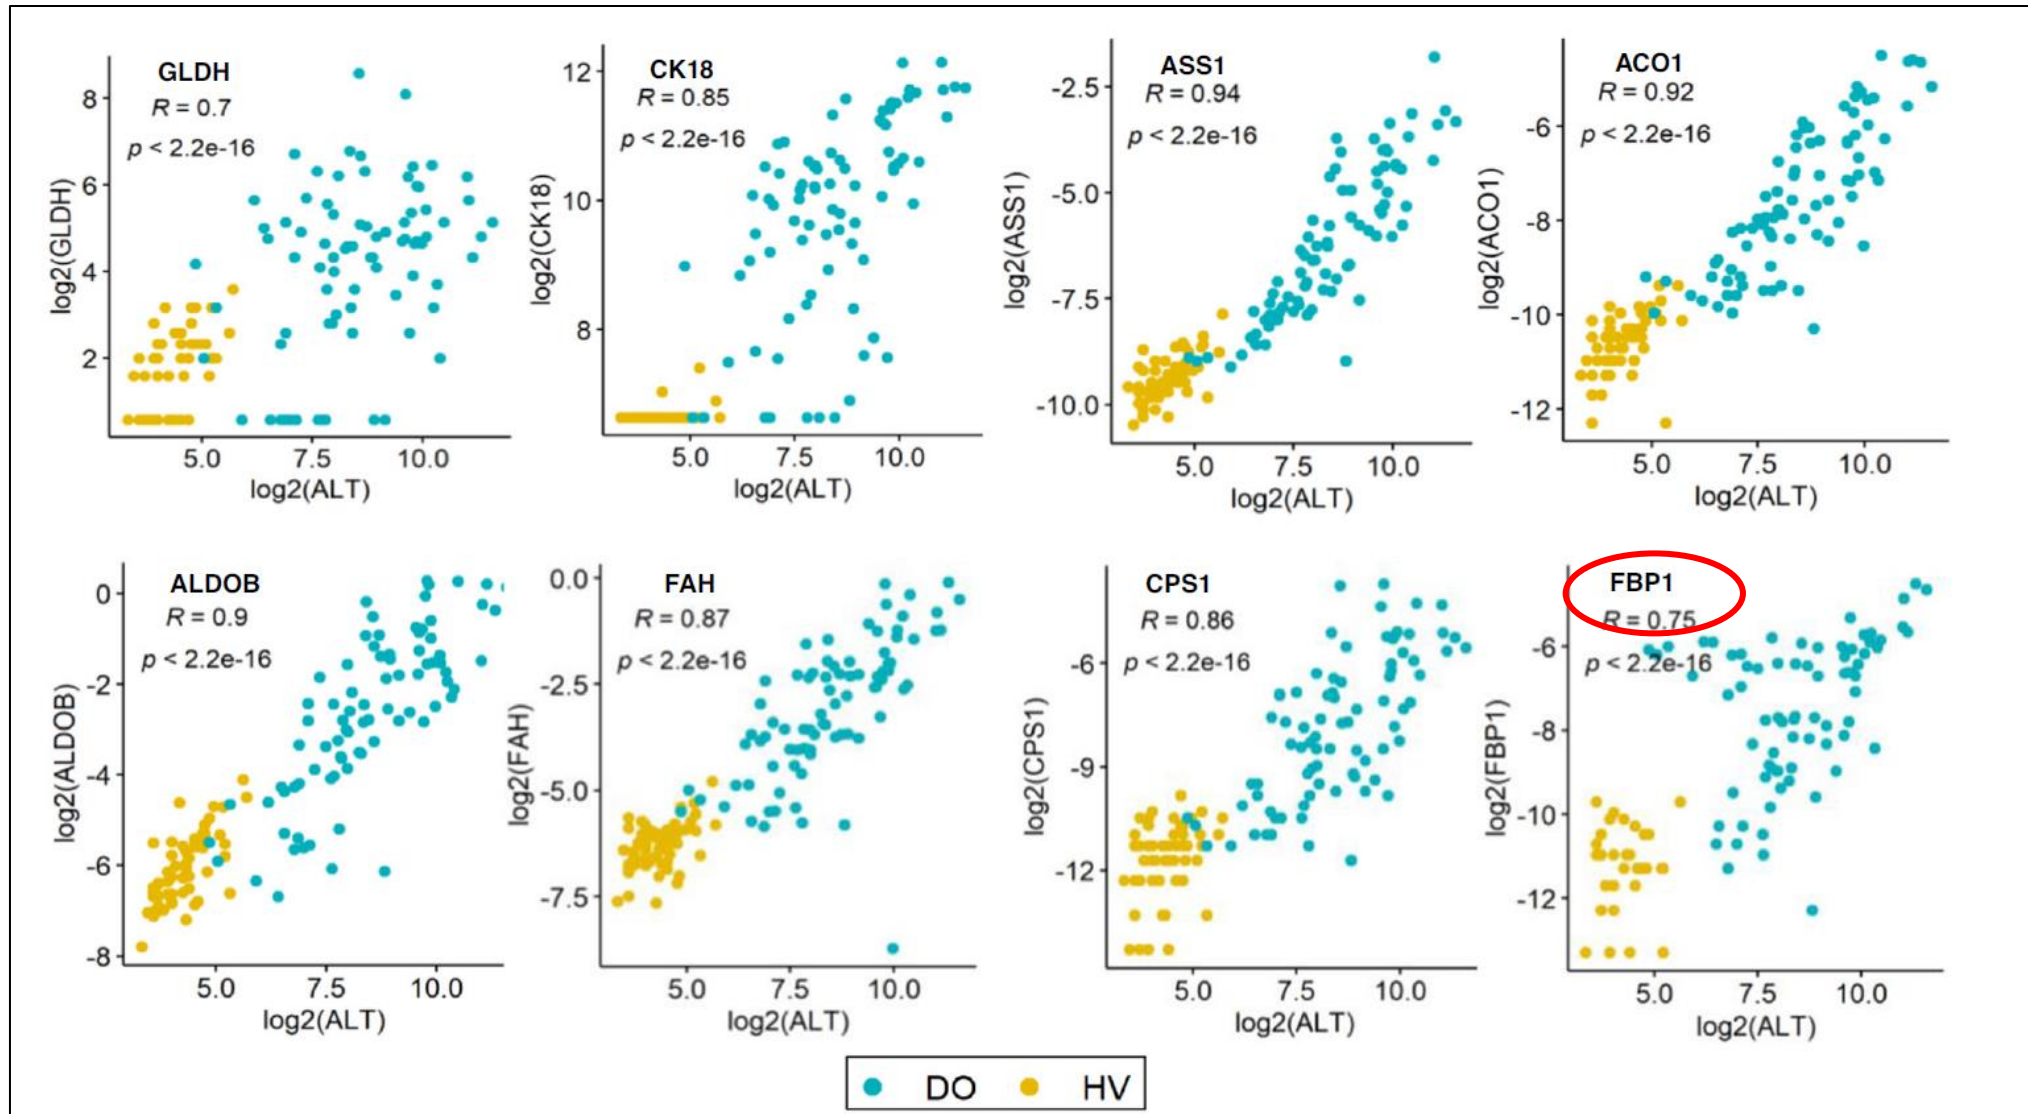 GLDH
R = 0.7
p < 2.2e-16
log2(GLDH)
8
6
4
2
5.0 7.5 10.0
log2(ALT)
CK18
R = 0.85
p < 2.2e-16
log2(CK18)
12
10
8
5.0 7.5 10.0
log2(ALT)
ASS1
R = 0.94
p < 2.2e-16
log2(ASS1)
-2.5
-5.0
-7.5
-10.0
5.0 7.5 10.0
log2(ALT)
ACO1
R = 0.92
p < 2.2e-16
log2(ACO1)
-6
-8
-10
-12
5.0 7.5 10.0
log2(ALT)
ALDOB
R = 0.9
p < 2.2e-16
log2(ALDOB)
0
-2
-4
-6
-8
5.0 7.5 10.0
log2(ALT)
FAH
R = 0.87
p < 2.2e-16
log2(FAH)
0.0
-2.5
-5.0
-7.5
5.0 7.5 10.0
log2(ALT)
CPS1
R = 0.86
p < 2.2e-16
log2(CPS1)
-6
-9
-12
5.0 7.5 10.0
log2(ALT)
FBP1
R = 0.75
p < 2.2e-16
log2(FBP1)
-6
-8
-10
-12
5.0 7.5 10.0
log2(ALT)
DO HV